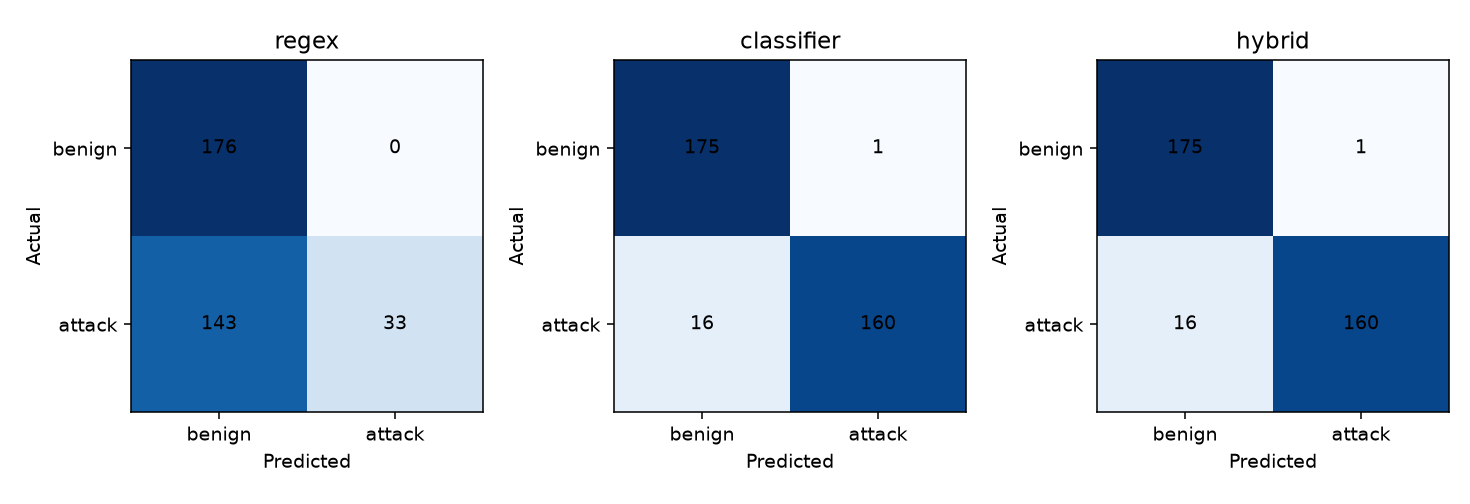 regex
benign
176
0
Actual
attack
143
33
benign
attack
Predicted
classifier
benign
175
1
Actual
attack
16
160
benign
attack
Predicted
hybrid
benign
175
1
Actual
attack
16
160
benign
attack
Predicted